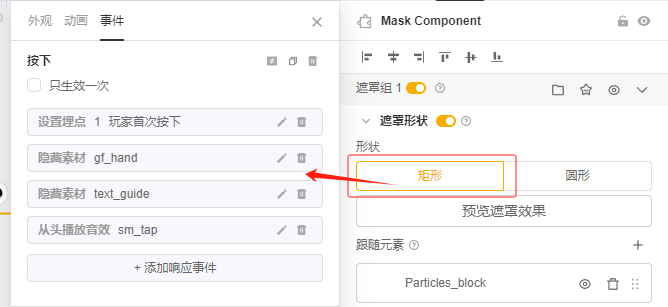 外观 动画 事件
按下
只生效一次
设置埋点 1 玩家首次按下
隐藏素材 gf_hand
隐藏素材 text_guide
从头播放音效 sm_tap
+ 添加响应事件
Mask Component
遮罩组 1
遮罩形状
形状
矩形 圆形
预览遮罩效果
跟随元素
Particles_block